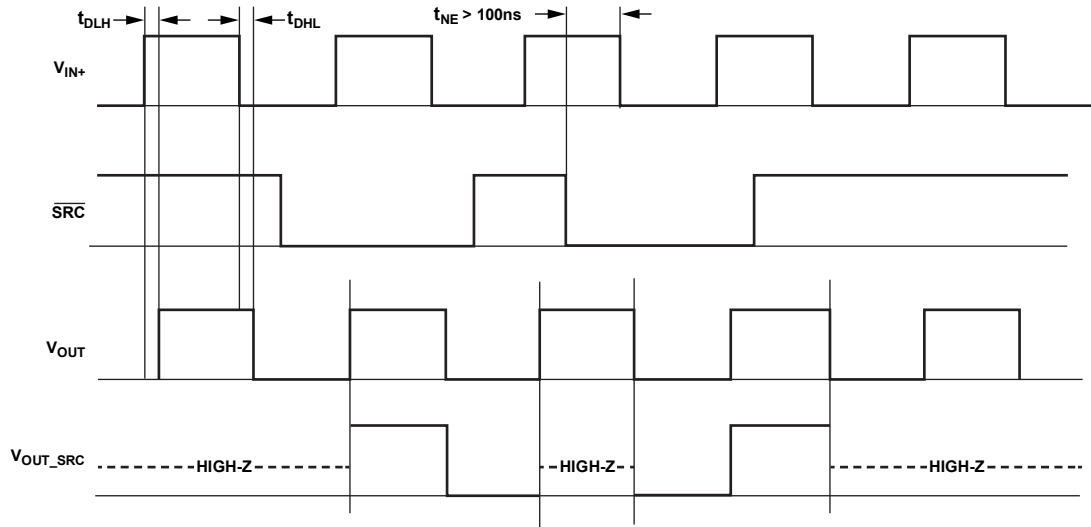 tDLH
tDHL
tNE > 100ns
VIN+
SRC
VOUT
VOUT_SRC
HIGH-Z
HIGH-Z
HIGH-Z